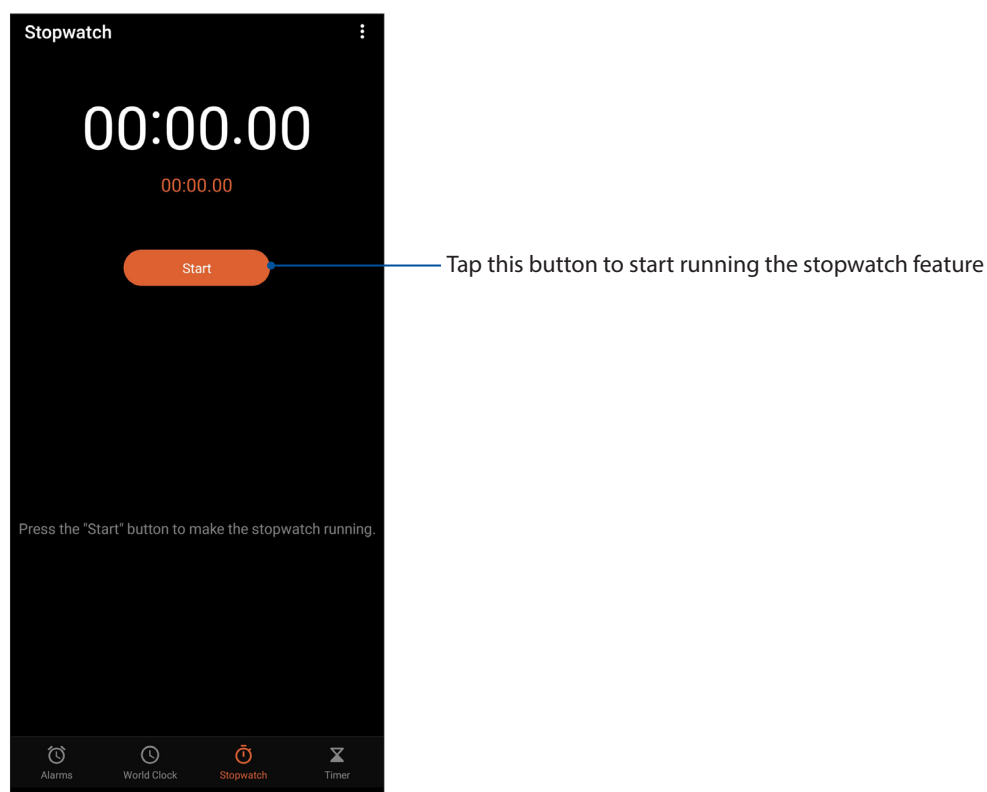 Stopwatch
00:00.00
00:00.00
Start
Tap this button to start running the stopwatch feature
Press the "Start" button to make the stopwatch running.
Alarms
World Clock
Stopwatch
Timer